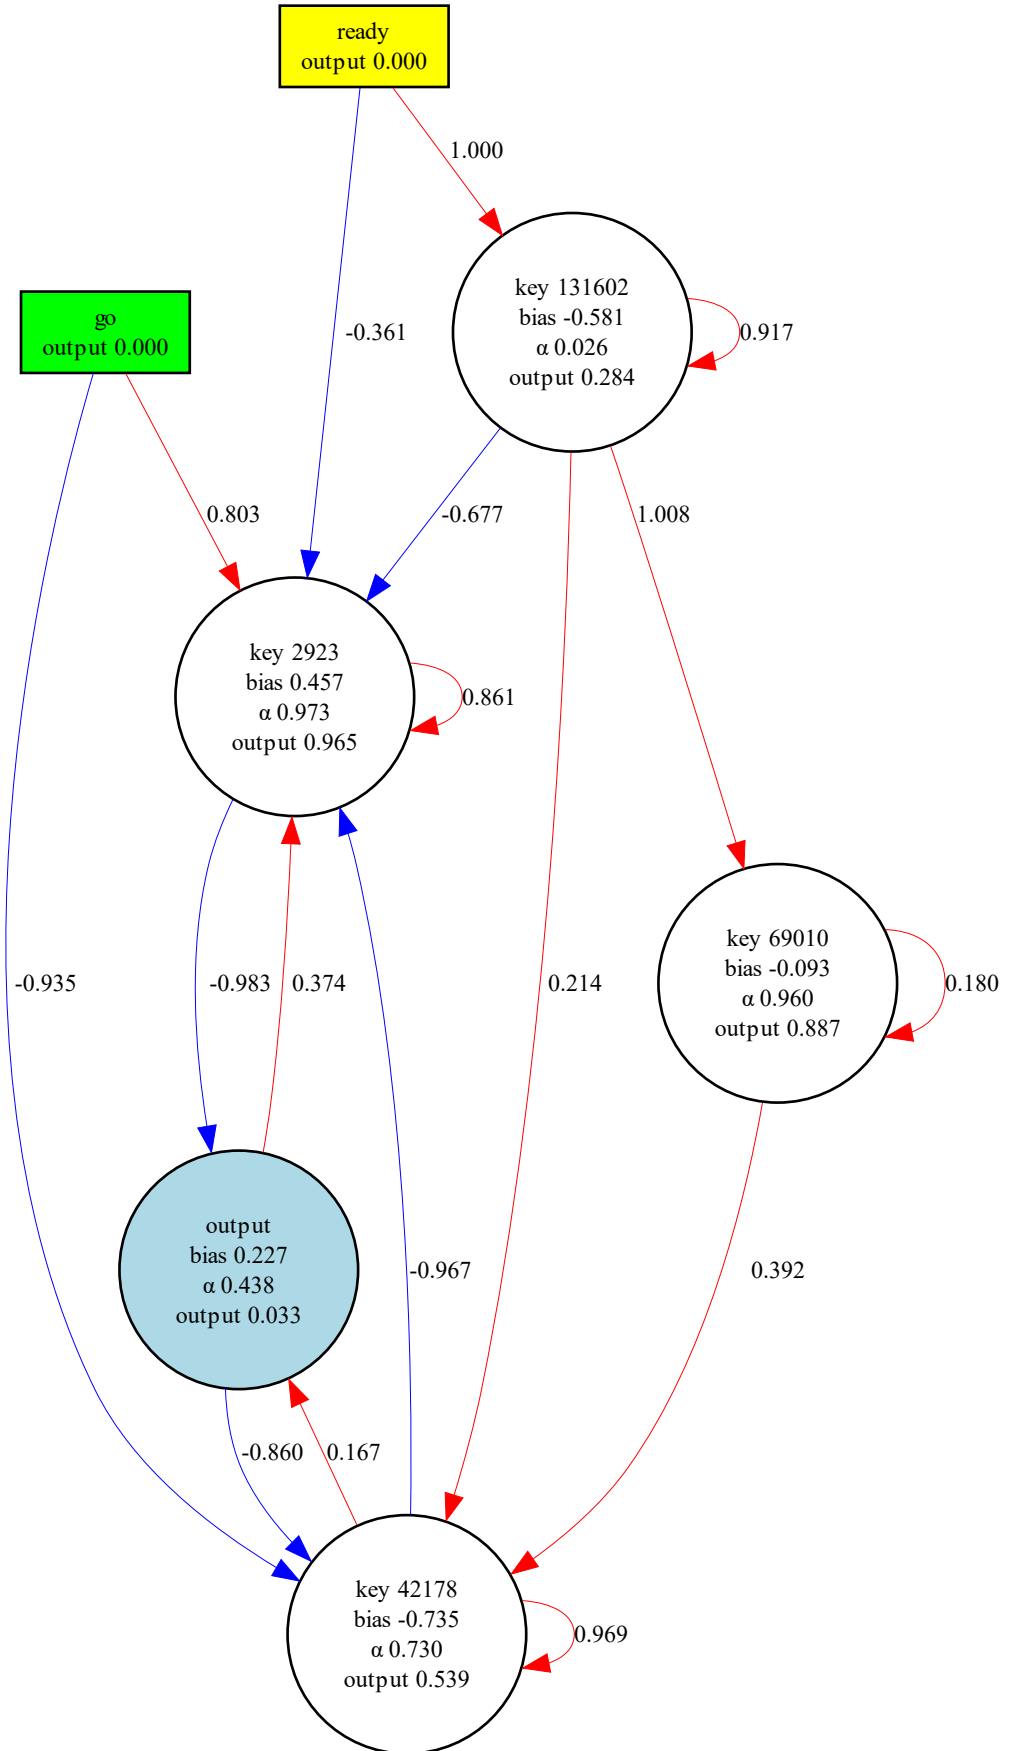 ready
output 0.000
1.000
key 131602
bias -0.581
α 0.026
output 0.284
0.917
go
output 0.000
-0.361
0.803
-0.677
1.008
key 2923
bias 0.457
α 0.973
output 0.965
0.861
key 69010
bias -0.093
α 0.960
output 0.887
0.180
-0.935
-0.983
0.374
0.214
output
bias 0.227
α 0.438
output 0.033
-0.967
0.392
-0.860
0.167
key 42178
bias -0.735
α 0.730
output 0.539
0.969